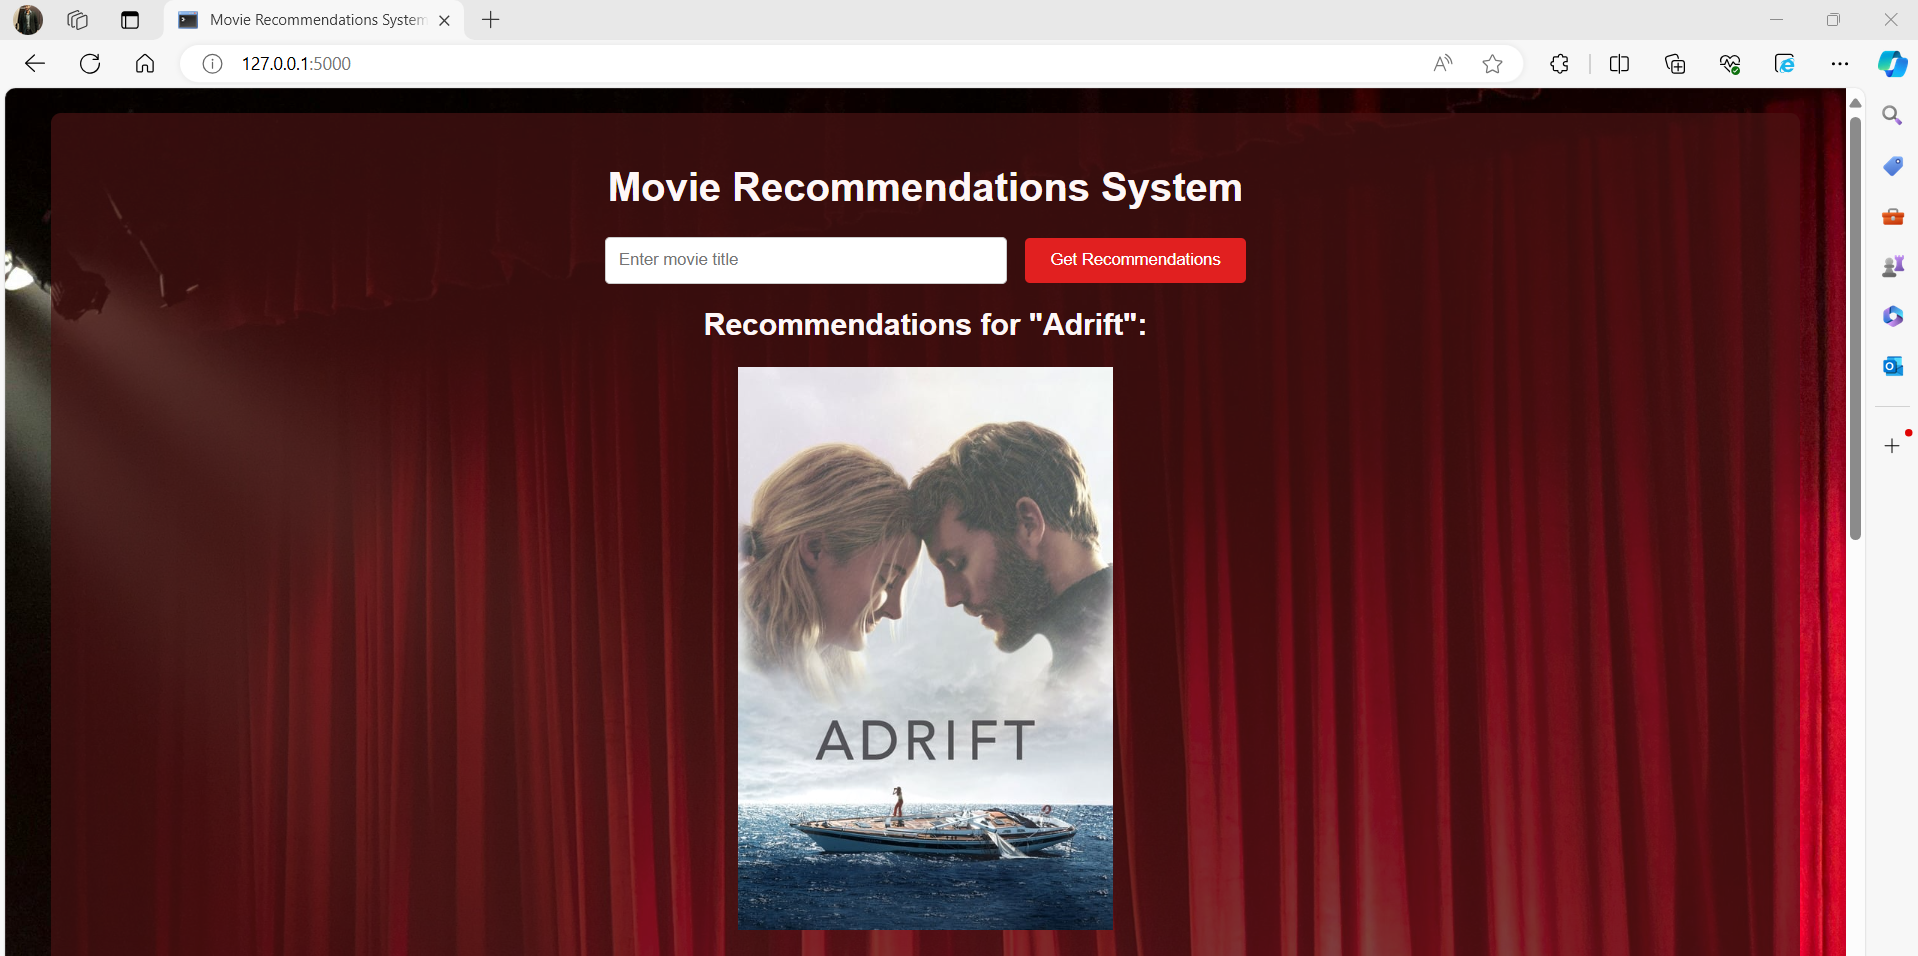 Movie Recommendations System
127.0.0.1:5000
Movie Recommendations System
Enter movie title
Get Recommendations
Recommendations for "Adrift":
ADRIFT